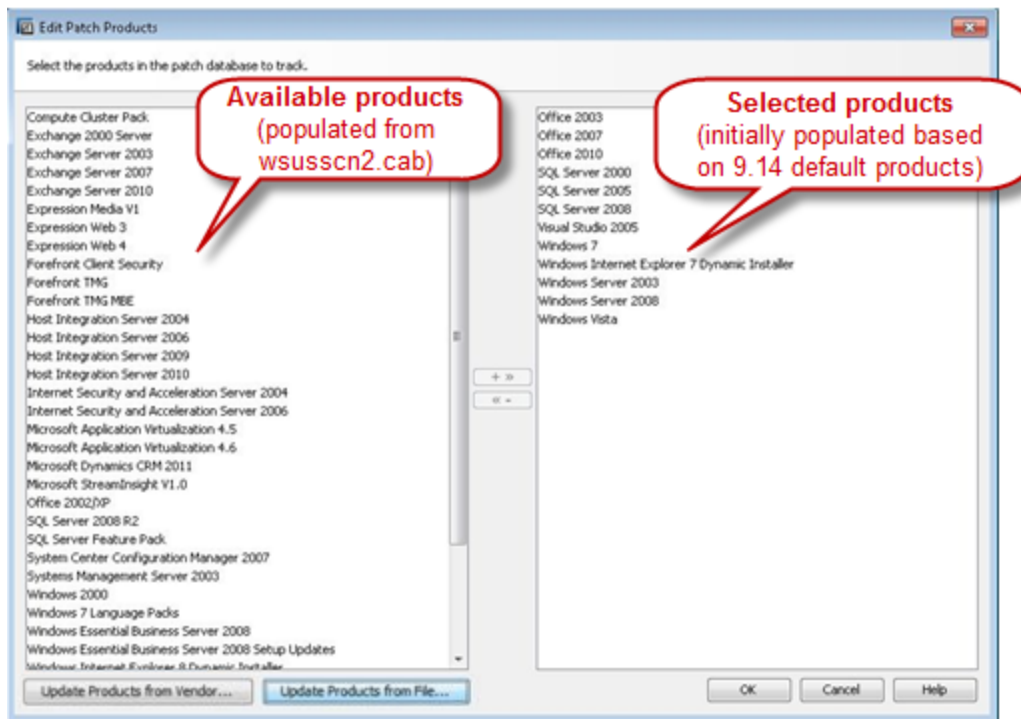 Edit Patch Products
Select the products in the patch database to track.
Available products
(populated from
wsusscn2.cab)
Selected products
(initially populated based
on 9.14 default products)
Compute Cluster Pack
Exchange 2000 Server
Exchange Server 2003
Exchange Server 2007
Exchange Server 2010
Expression Media V1
Expression Web 3
Expression Web 4
Forefront Client Security
Forefront TMG
Forefront TMG MBE
Host Integration Server 2004
Host Integration Server 2006
Host Integration Server 2009
Host Integration Server 2010
Internet Security and Acceleration Server 2004
Internet Security and Acceleration Server 2006
Microsoft Application Virtualization 4.5
Microsoft Application Virtualization 4.6
Microsoft Dynamics CRM 2011
Microsoft StreamInsight V1.0
Office 2002/XP
SQL Server 2008 R2
SQL Server Feature Pack
System Center Configuration Manager 2007
Systems Management Server 2003
Windows 2000
Windows 7 Language Packs
Windows Essential Business Server 2008
Windows Essential Business Server 2008 Setup Updates
Windows Internet Explorer 8 Dynamic Installer
+ »
« -
Office 2003
Office 2007
Office 2010
SQL Server 2000
SQL Server 2005
SQL Server 2008
Visual Studio 2005
Windows 7
Windows Internet Explorer 7 Dynamic Installer
Windows Server 2003
Windows Server 2008
Windows Vista
Update Products from Vendor...
Update Products from File...
OK
Cancel
Help